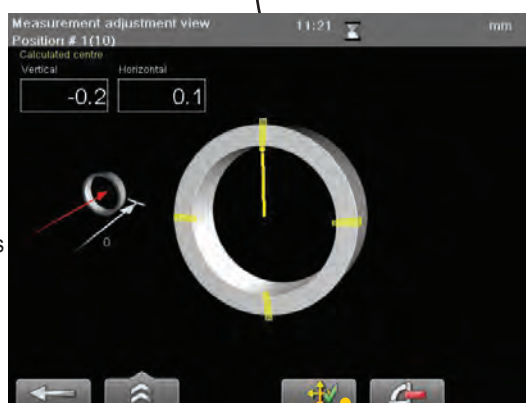 Measurement adjustment view 11:21 mm
Position # 1(10)
Calculated centre
Vertical Horizontal
-0.2 0.1
0
s